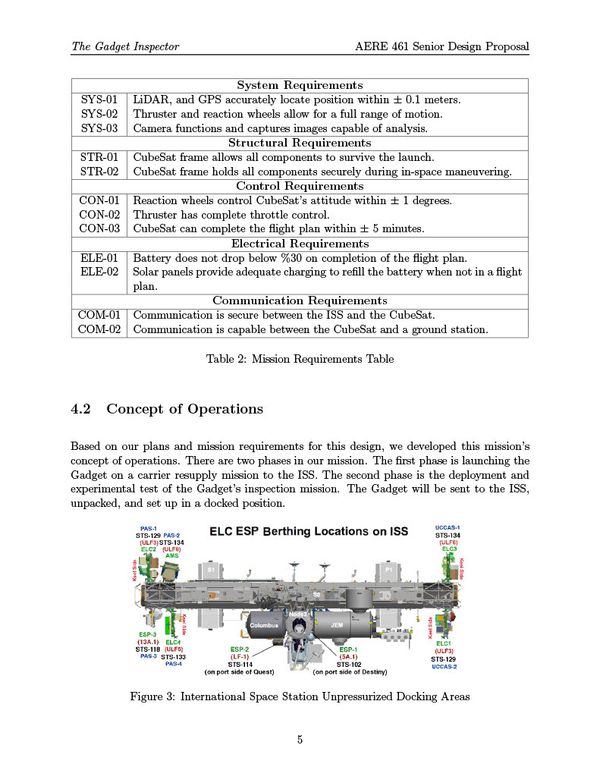 The Gadget Inspector AERE 461 Senior Design Proposal
System Requirements
SYS-01 LiDAR, and GPS accurately locate position within ± 0.1 meters.
SYS-02 Thruster and reaction wheels allow for a full range of motion.
SYS-03 Camera functions and captures images capable of analysis.
Structural Requirements
STR-01 CubeSat frame allows all components to survive the launch.
STR-02 CubeSat frame holds all components securely during in-space maneuvering.
Control Requirements
CON-01 Reaction wheels control CubeSat's attitude within ± 1 degrees.
CON-02 Thruster has complete throttle control.
CON-03 CubeSat can complete the flight plan within ± 5 minutes.
Electrical Requirements
ELE-01 Battery does not drop below %30 on completion of the flight plan.
ELE-02 Solar panels provide adequate charging to refill the battery when not in a flight
plan.
Communication Requirements
COM-01 Communication is secure between the ISS and the CubeSat.
COM-02 Communication is capable between the CubeSat and a ground station.
Table 2: Mission Requirements Table
4.2 Concept of Operations
Based on our plans and mission requirements for this design, we developed this mission's
concept of operations. There are two phases in our mission. The first phase is launching the
Gadget on a carrier resupply mission to the ISS. The second phase is the deployment and
experimental test of the Gadget's inspection mission. The Gadget will be sent to the ISS,
unpacked, and set up in a docked position.
ELC ESP Berthing Locations on ISS
PAS-1
STS-129
(ULF3)
ELC2
PAS-2
STS-134
(ULF6)
AMS
UCCAS-1
STS-134
(ULF6)
ELC3
Keel Side
Keel Side
S1
S0
P1
Columbus
Node2
JEM
Keel Side
Keel Side
ESP-3
(13A.1)
STS-118
PAS-3
ELC4
(ULF5)
STS-133
PAS-4
ESP-2
(LF-1)
STS-114
(on port side of Quest)
ESP-1
(5A.1)
STS-102
(on port side of Destiny)
ELC1
(ULF3)
STS-129
UCCAS-2
Figure 3: International Space Station Unpressurized Docking Areas
5